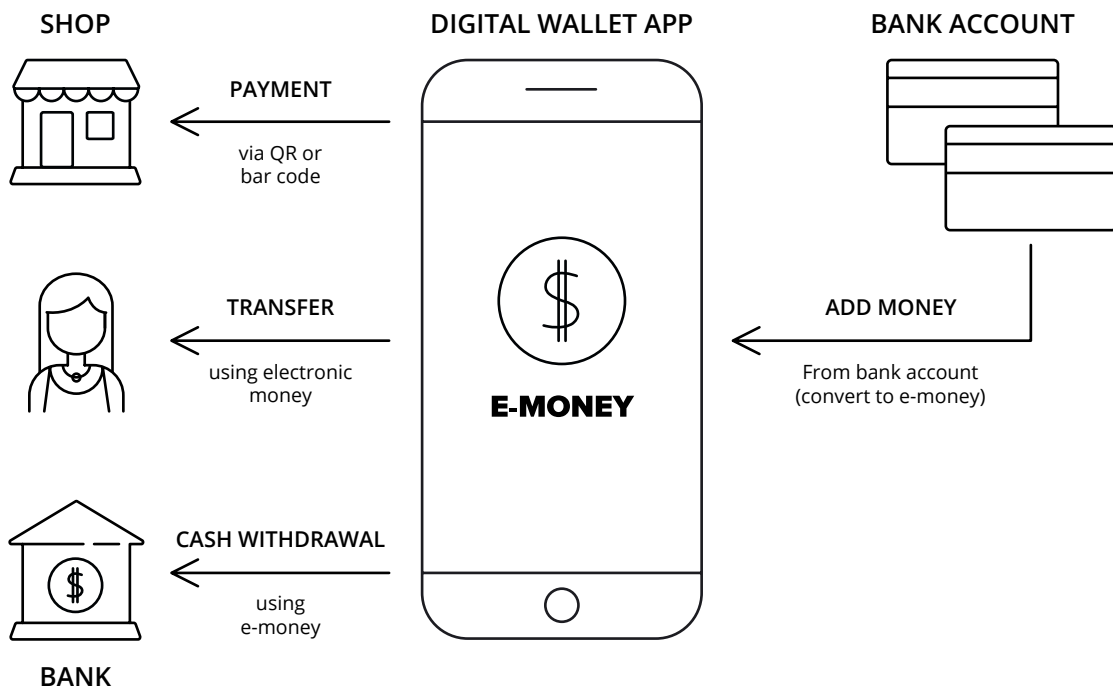 SHOP
DIGITAL WALLET APP
BANK ACCOUNT
PAYMENT
via QR or
bar code
TRANSFER
using electronic
money
E-MONEY
ADD MONEY
From bank account
(convert to e-money)
CASH WITHDRAWAL
using
e-money
BANK